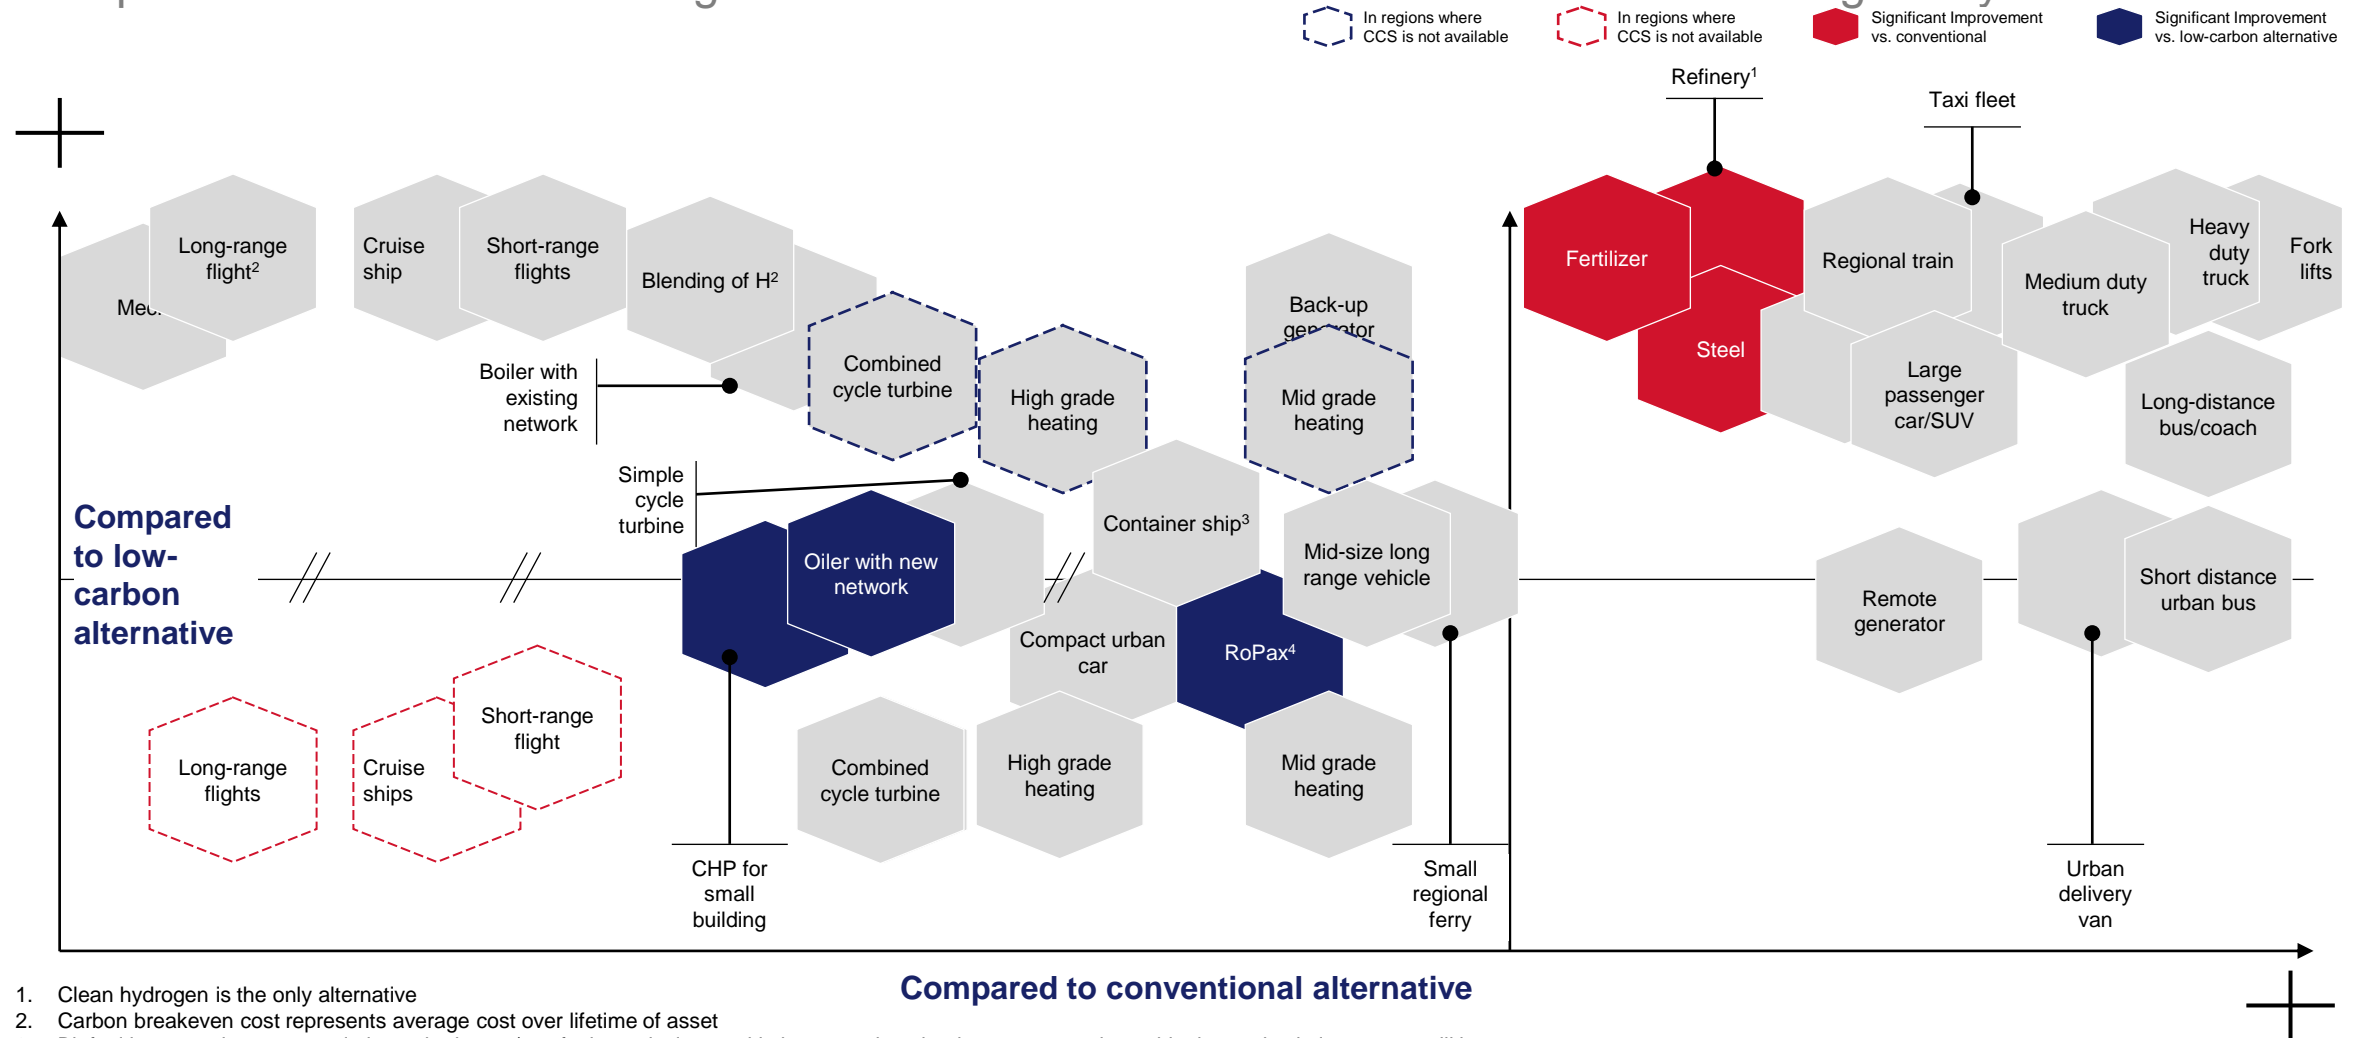 In regions where
CCS is not available
In regions where
CCS is not available
Significant Improvement
vs. conventional
Significant Improvement
vs. low-carbon alternative
Refinery1
Taxi fleet
Long-range
flight2
Cruise
ship
Short-range
flights
Blending of H2
Back-up
generator
Fertilizer
Steel
Regional train
Medium duty
truck
Heavy
duty
truck
Fork
lifts
Boiler with
existing
network
Combined
cycle turbine
High grade
heating
Mid grade
heating
Large
passenger
car/SUV
Long-distance
bus/coach
Simple
cycle
turbine
Compared
to low-
carbon
alternative
Oiler with new
network
Container ship3
Mid-size long
range vehicle
Compact urban
car
RoPax4
Remote
generator
Short distance
urban bus
Long-range
flights
Cruise
ships
Short-range
flight
Combined
cycle turbine
High grade
heating
Mid grade
heating
CHP for
small
building
Small
regional
ferry
Urban
delivery
van
Compared to conventional alternative
1. Clean hydrogen is the only alternative
2. Carbon breakeven cost represents average cost over lifetime of asset